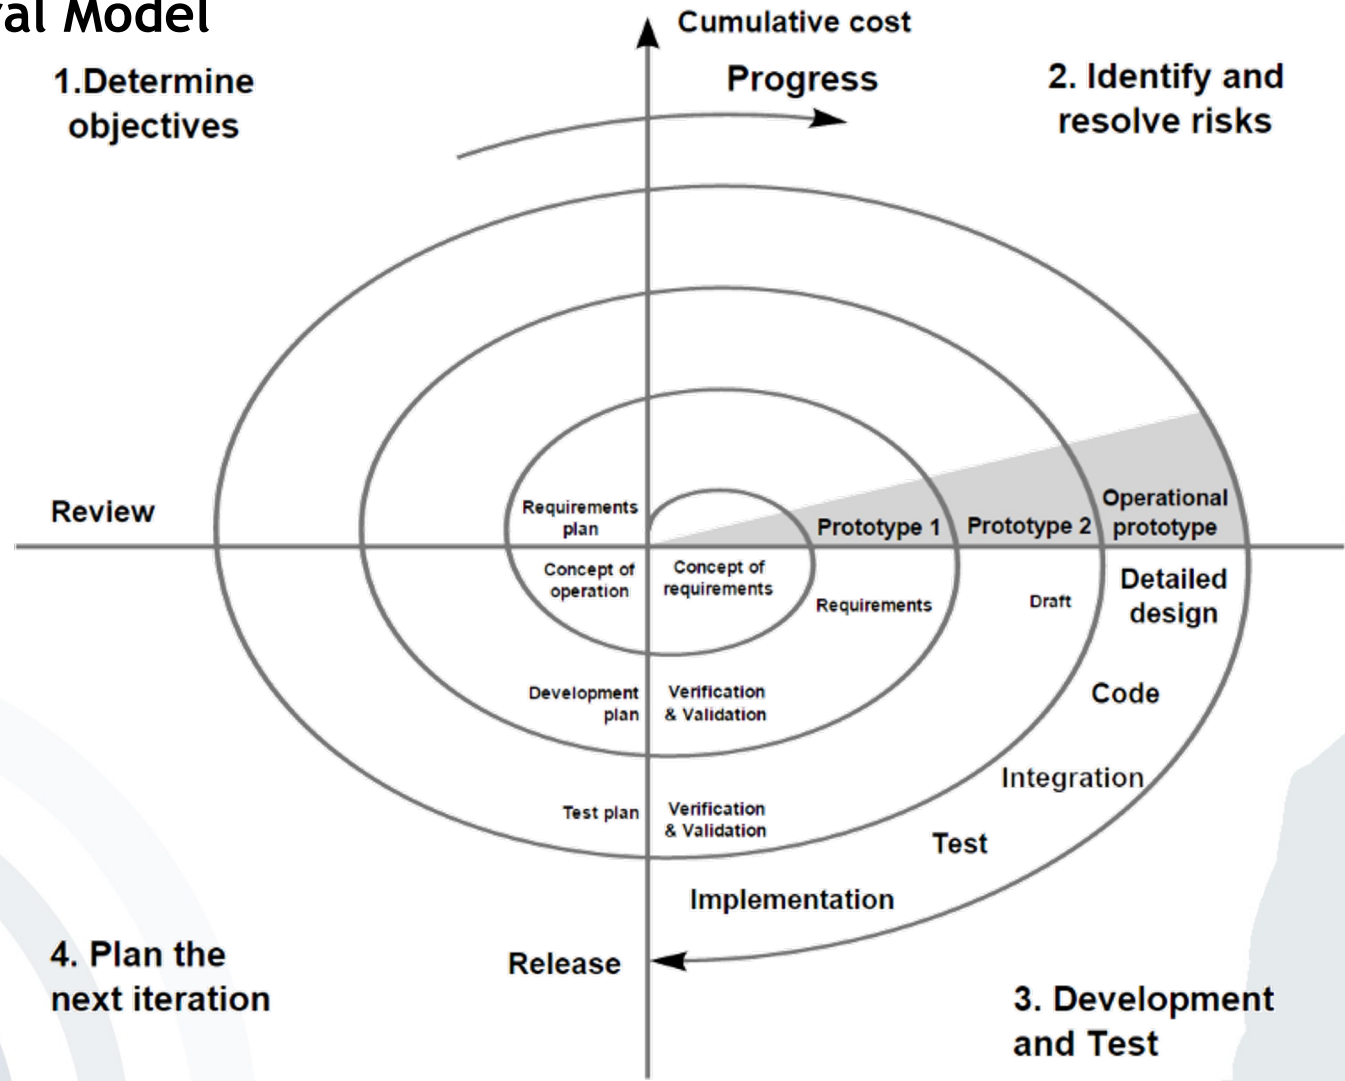 ral Model
Cumulative cost
Progress
1.Determine
objectives
2. Identify and
resolve risks
Review
Requirements
plan
Prototype 1
Prototype 2
Operational
prototype
Concept of
operation
Concept of
requirements
Requirements
Draft
Detailed
design
Code
Development
plan
Verification
& Validation
Integration
Test plan
Verification
& Validation
Test
Implementation
Release
4. Plan the
next iteration
3. Development
and Test